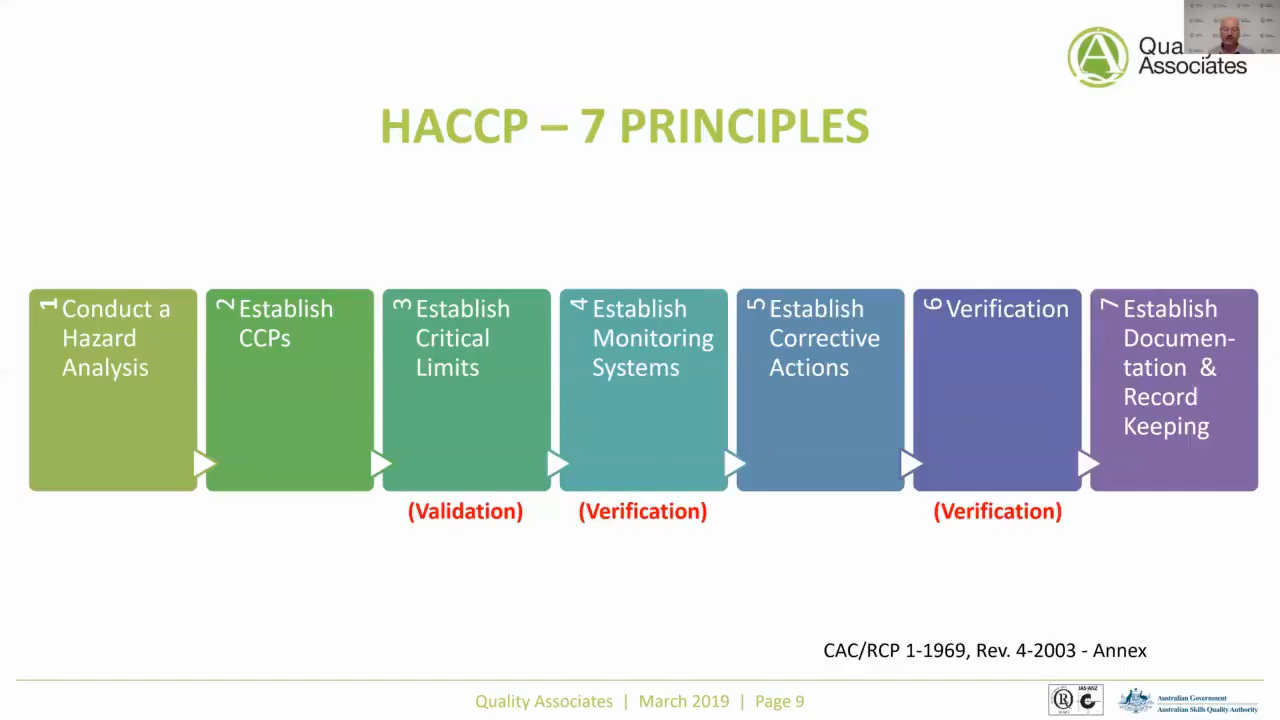 Quality
Associates
HACCP – 7 PRINCIPLES
1 Conduct a
Hazard
Analysis
2 Establish
CCPs
3 Establish
Critical
Limits
4 Establish
Monitoring
Systems
5 Establish
Corrective
Actions
6 Verification
7 Establish
Documen-
tation &
Record
Keeping
(Validation)
(Verification)
(Verification)
CAC/RCP 1-1969, Rev. 4-2003 - Annex
Quality Associates | March 2019 | Page 9
JAS-ANZ
Australian Government
Australian Skills Quality Authority